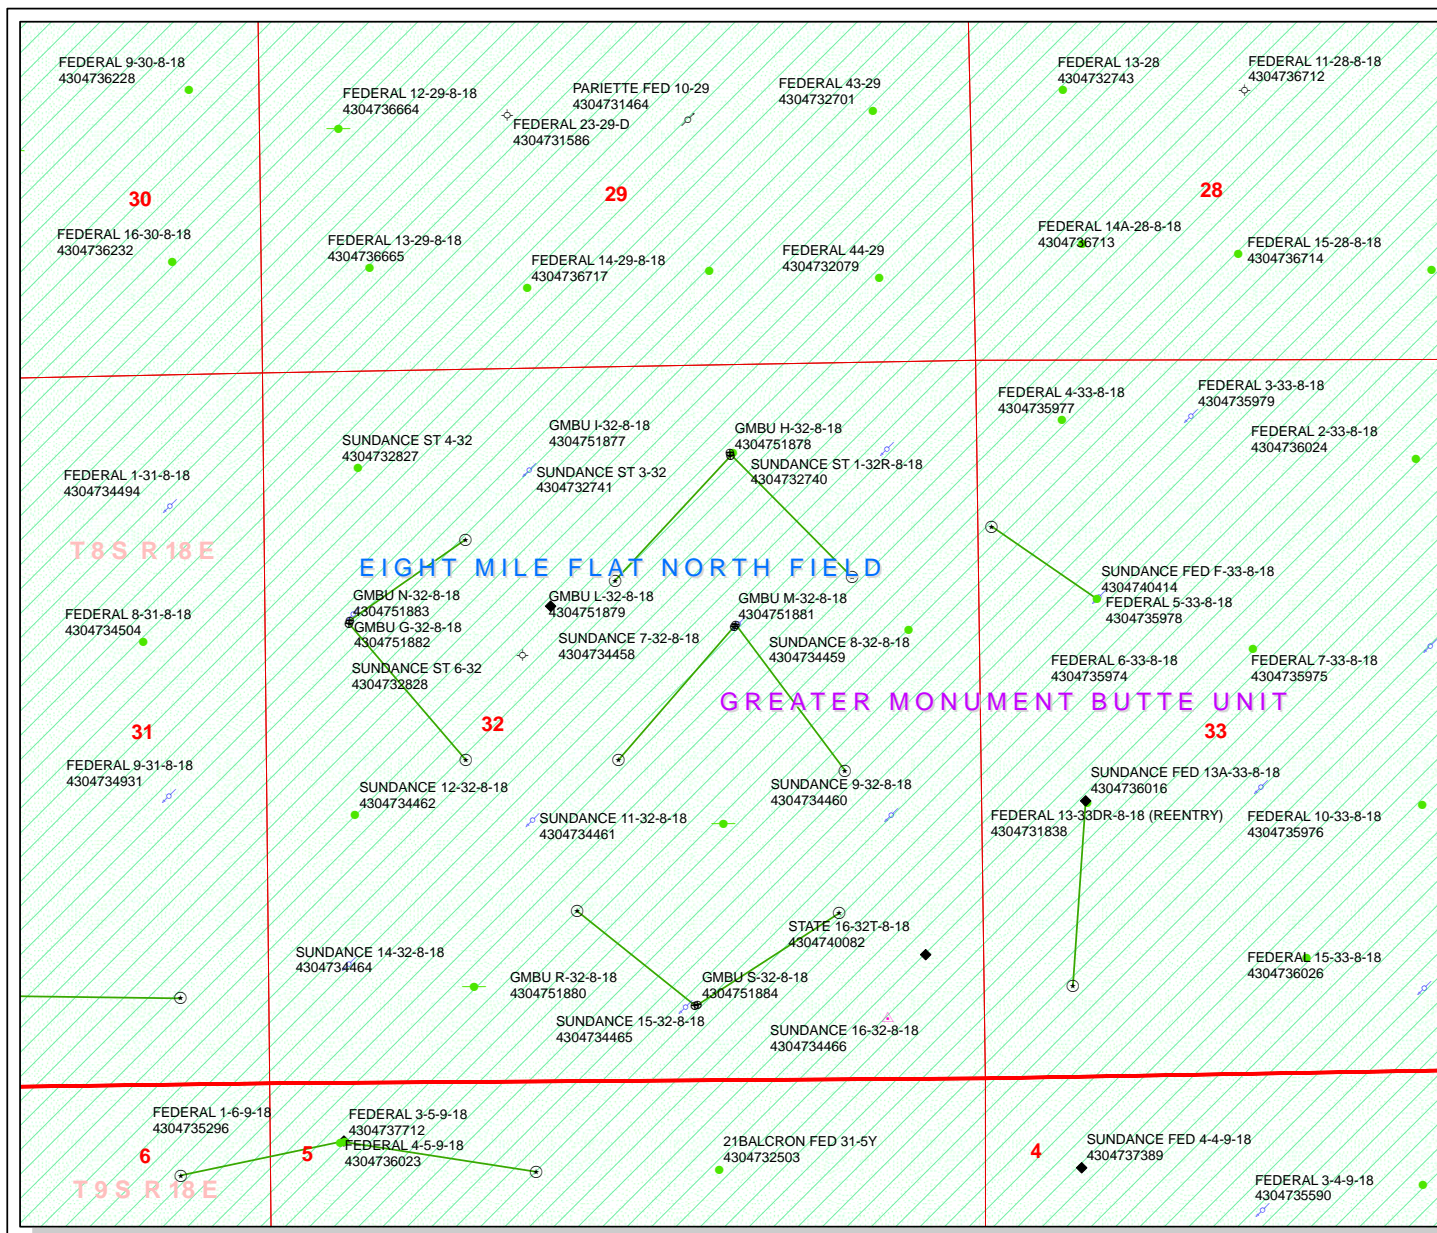 FEDERAL 9-30-8-18
4304736228
FEDERAL 12-29-8-18
4304736664
FEDERAL 23-29-D
4304731586
PARIETTE FED 10-29
4304731464
FEDERAL 43-29
4304732701
FEDERAL 13-28
4304732743
FEDERAL 11-28-8-18
4304736712
30
29
28
FEDERAL 16-30-8-18
4304736232
FEDERAL 13-29-8-18
4304736665
FEDERAL 14-29-8-18
4304736717
FEDERAL 44-29
4304732079
FEDERAL 14A-28-8-18
4304736713
FEDERAL 15-28-8-18
4304736714
FEDERAL 1-31-8-18
4304734494
SUNDANCE ST 4-32
4304732827
GMBU I-32-8-18
4304751877
SUNDANCE ST 3-32
4304732741
GMBU H-32-8-18
4304751878
SUNDANCE ST 1-32R-8-18
4304732740
FEDERAL 4-33-8-18
4304735977
FEDERAL 3-33-8-18
4304735979
FEDERAL 2-33-8-18
4304736024
T8S R18E
EIGHT MILE FLAT NORTH FIELD
FEDERAL 8-31-8-18
4304734504
GMBU N-32-8-18
4304751883
GMBU G-32-8-18
4304751882
SUNDANCE ST 6-32
4304732828
GMBU L-32-8-18
4304751879
SUNDANCE 7-32-8-18
4304734458
GMBU M-32-8-18
4304751881
SUNDANCE 8-32-8-18
4304734459
SUNDANCE FED F-33-8-18
4304740414
FEDERAL 5-33-8-18
4304735978
FEDERAL 6-33-8-18
4304735974
FEDERAL 7-33-8-18
4304735975
GREATER MONUMENT BUTTE UNIT
31
32
33
FEDERAL 9-31-8-18
4304734931
SUNDANCE 12-32-8-18
4304734462
SUNDANCE 11-32-8-18
4304734461
SUNDANCE 9-32-8-18
4304734460
SUNDANCE FED 13A-33-8-18
4304736016
FEDERAL 13-33DR-8-18 (REENTRY)
4304731838
FEDERAL 10-33-8-18
4304735976
SUNDANCE 14-32-8-18
4304734464
GMBU R-32-8-18
4304751880
SUNDANCE 15-32-8-18
4304734465
GMBU S-32-8-18
4304751884
STATE 16-32T-8-18
4304740082
SUNDANCE 16-32-8-18
4304734466
FEDERAL 15-33-8-18
4304736026
FEDERAL 1-6-9-18
4304735296
FEDERAL 3-5-9-18
4304737712
FEDERAL 4-5-9-18
4304736023
21BALCRON FED 31-5Y
4304732503
SUNDANCE FED 4-4-9-18
4304737389
FEDERAL 3-4-9-18
4304735590
6
5
4
T9S R18E